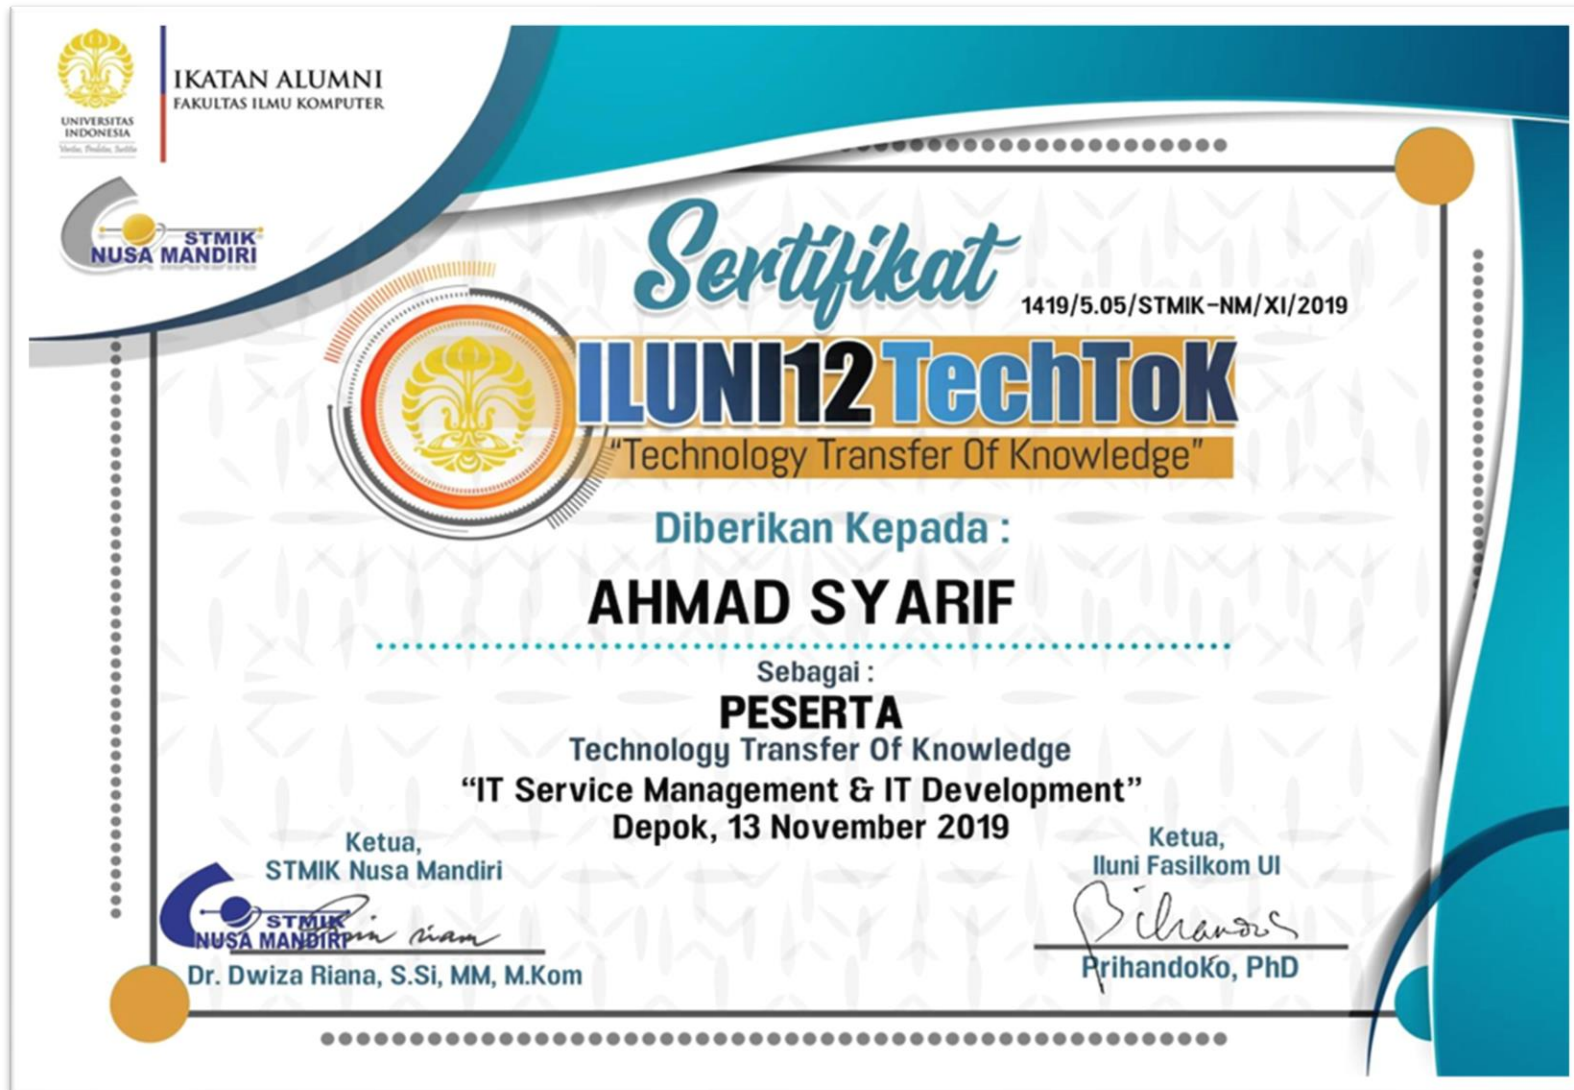 UNIVERSITAS
INDONESIA
Veritas, Probitas, Iustitia
IKATAN ALUMNI
FAKULTAS ILMU KOMPUTER
STMIK
NUSA MANDIRI
Sertifikat
1419/5.05/STMIK-NM/XI/2019
ILUNI12 TechToK
"Technology Transfer Of Knowledge"
Diberikan Kepada :
AHMAD SYARIF
Sebagai :
PESERTA
Technology Transfer Of Knowledge
“IT Service Management & IT Development”
Depok, 13 November 2019
Ketua,
STMIK Nusa Mandiri
STMIK
NUSA MANDIRI
Dr. Dwiza Riana, S.Si, MM, M.Kom
Ketua,
Iluni Fasilkom UI
Prihandoko, PhD